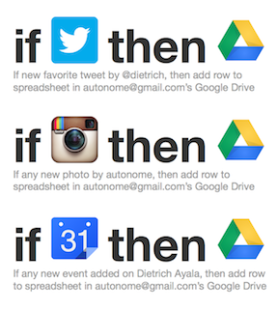 if then
If new favorite tweet by @dietrich, then add row to
spreadsheet in autonome@gmail.com's Google Drive
if then
If any new photo by autonome, then add row to
spreadsheet in autonome@gmail.com's Google Drive
if 31 then
If any new event added on Dietrich Ayala, then add row
to spreadsheet in autonome@gmail.com's Google Drive